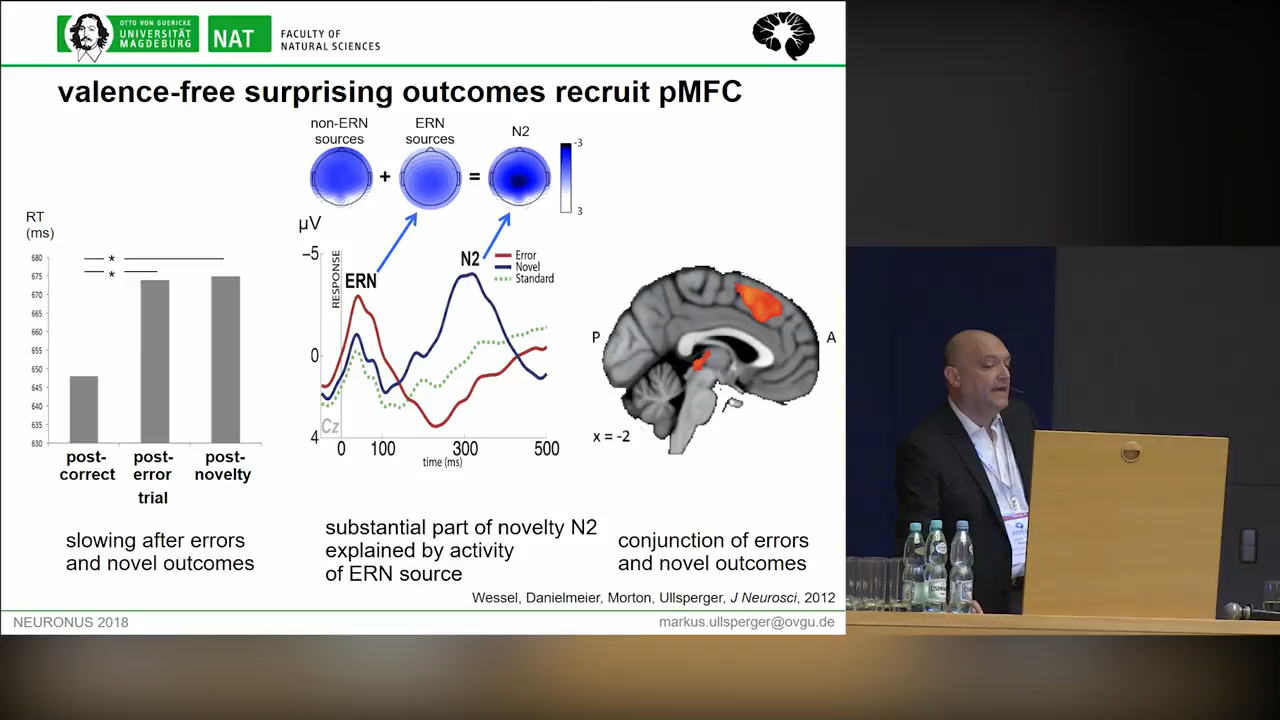 OTTO VON GUERICKE
UNIVERSITÄT
MAGDEBURG
NAT
FACULTY OF
NATURAL SCIENCES
valence-free surprising outcomes recruit pMFC
non-ERN
sources
+
ERN
sources
=
N2
-3
3
RT
(ms)
680
675
670
665
660
655
650
645
640
635
630
*
*
post-
correct
post-
error
post-
novelty
trial
slowing after errors
and novel outcomes
μV
−5
0
4
RESPONSE
ERN
N2
Error
Novel
Standard
Cz
0
100
300
500
time (ms)
substantial part of novelty N2
explained by activity
of ERN source
P
A
x = -2
conjunction of errors
and novel outcomes
Wessel, Danielmeier, Morton, Ullsperger, J Neurosci, 2012
NEURONUS 2018
markus.ullsperger@ovgu.de